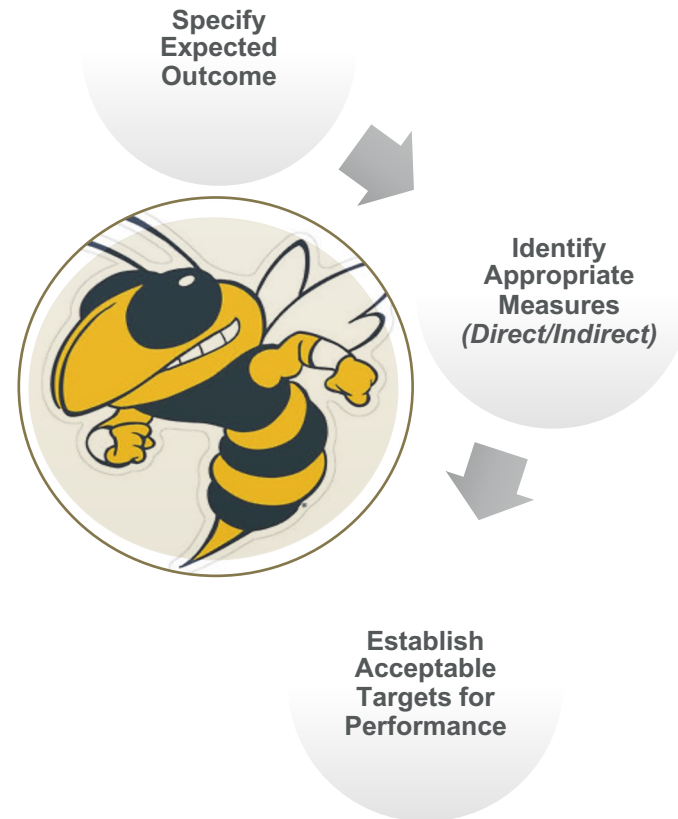 Specify
Expected
Outcome
Identify
Appropriate
Measures
(Direct/Indirect)
Establish
Acceptable
Targets for
Performance